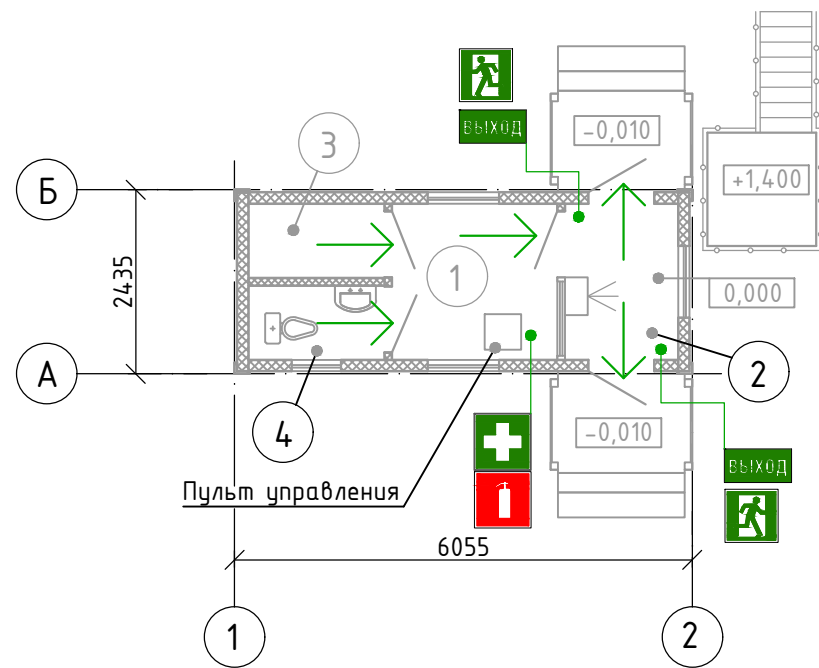 -0,010
ВЫХОД
3
+1,400
Б
1
2435
0,000
А
2
4
-0,010
ВЫХОД
Пульт управления
6055
1
2